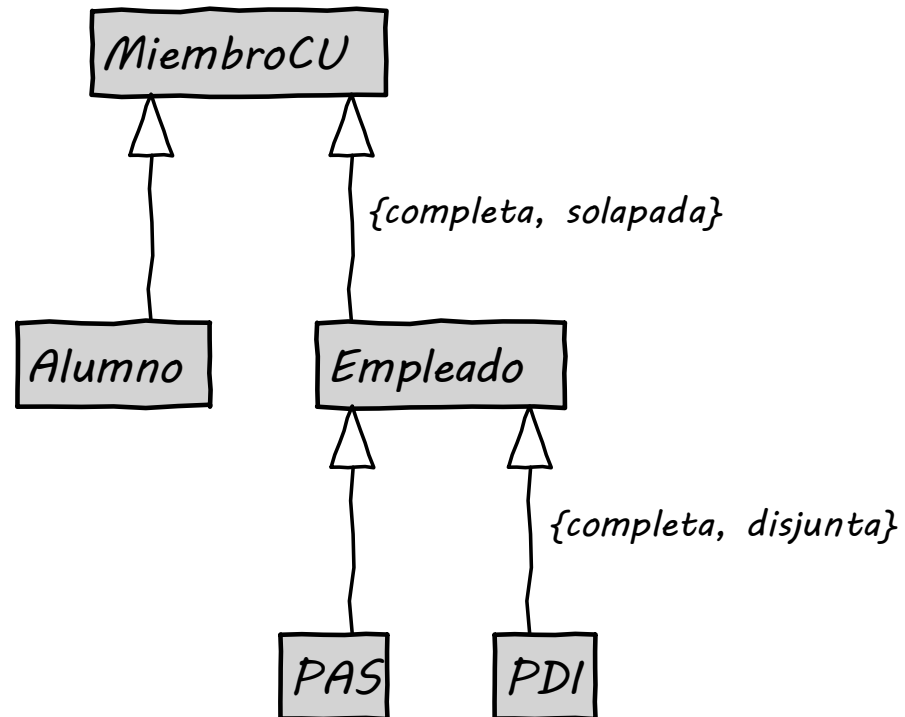 MiembroCU
{completa, solapada}
Alumno
Empleado
{completa, disjunta}
PAS
PDI